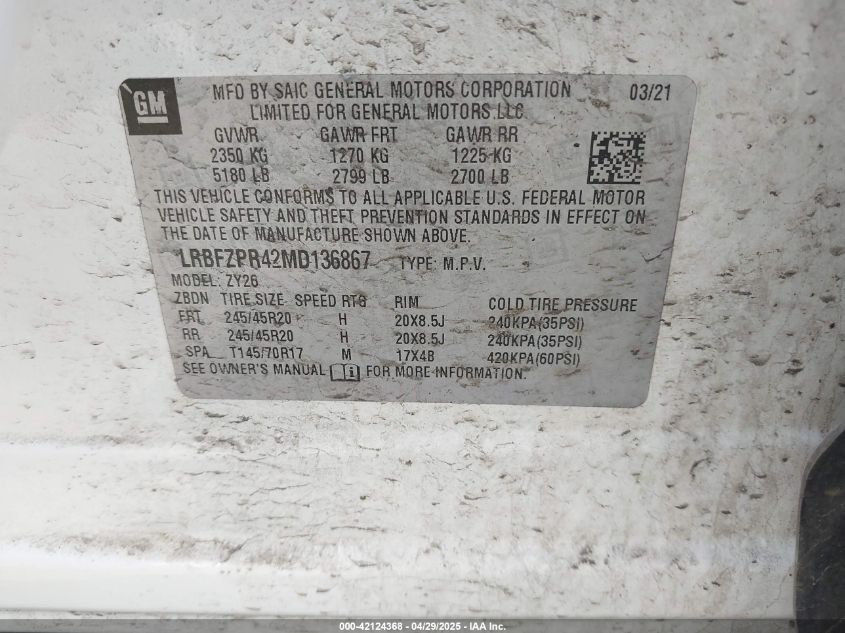 GM
MFD BY SAIC GENERAL MOTORS CORPORATION 03/21
LIMITED FOR GENERAL MOTORS LLC
GVWR GAWR FRT GAWR RR
2350 KG 1270 KG 1225 KG
5180 LB 2799 LB 2700 LB
THIS VEHICLE CONFORMS TO ALL APPLICABLE U.S. FEDERAL MOTOR
VEHICLE SAFETY AND THEFT PREVENTION STANDARDS IN EFFECT ON
THE DATE OF MANUFACTURE SHOWN ABOVE.
LRBFZPR42MD136867 TYPE: M.P.V.
MODEL: ZY26
ZBDN TIRE SIZE SPEED RTG RIM COLD TIRE PRESSURE
FRT 245/45R20 H 20X8.5J 240KPA(35PSI)
RR 245/45R20 H 20X8.5J 240KPA(35PSI)
SPA T145/70R17 M 17X4B 420KPA(60PSI)
SEE OWNER'S MANUAL FOR MORE INFORMATION.
000-42124368 - 04/29/2025 - IAA Inc.